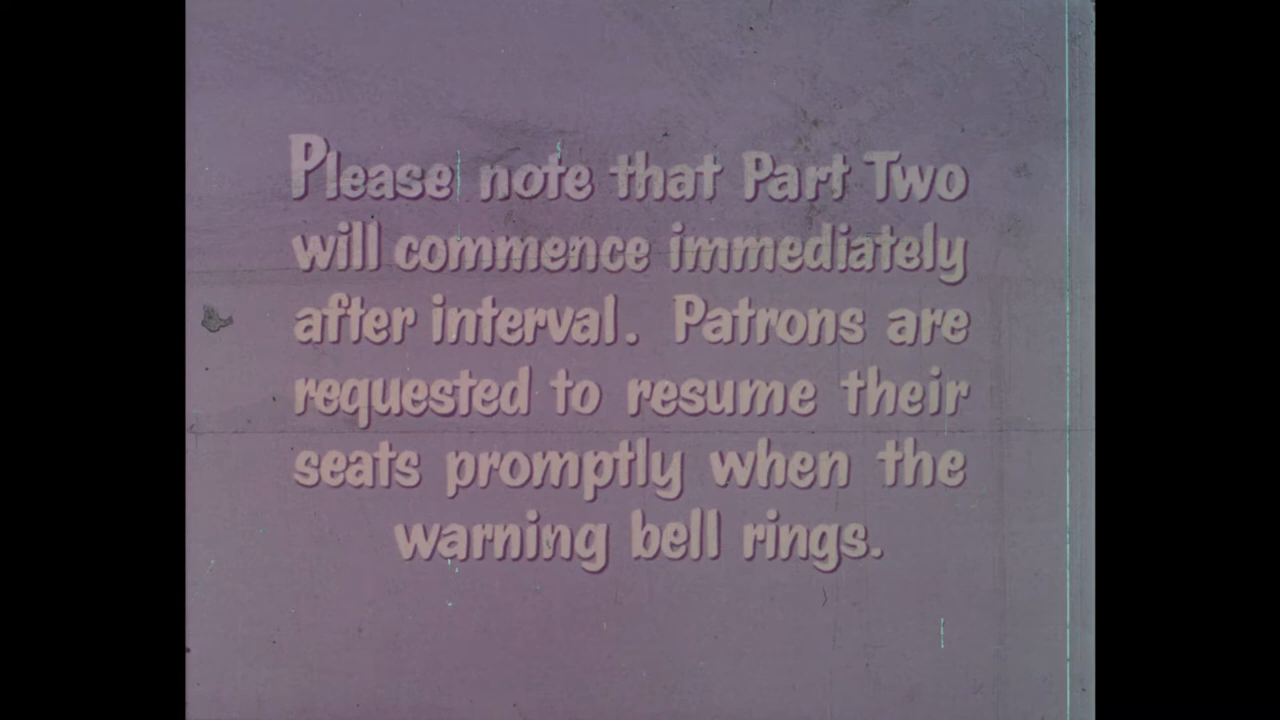 Please note that Part Two
will commence immediately
after interval. Patrons are
requested to resume their
seats promptly when the
warning bell rings.